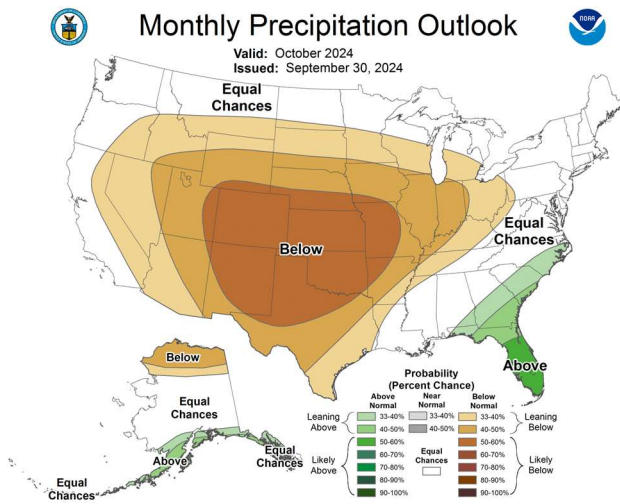 Monthly Precipitation Outlook
NOAA
Valid: October 2024
Issued: September 30, 2024
Equal
Chances
Below
Equal
Chances
Above
Below
Equal
Chances
Above
Equal
Chances
Equal
Chances
Probability
(Percent Chance)
Above Normal
Near Normal
Below Normal
Leaning Above
33-40% 33-40% 33-40%
40-50% 40-50% 40-50%
Leaning Below
Likely Above
50-60% 50-60%
60-70% Equal Chances 60-70%
70-80% 70-80%
80-90% 80-90%
90-100% 90-100%
Likely Below